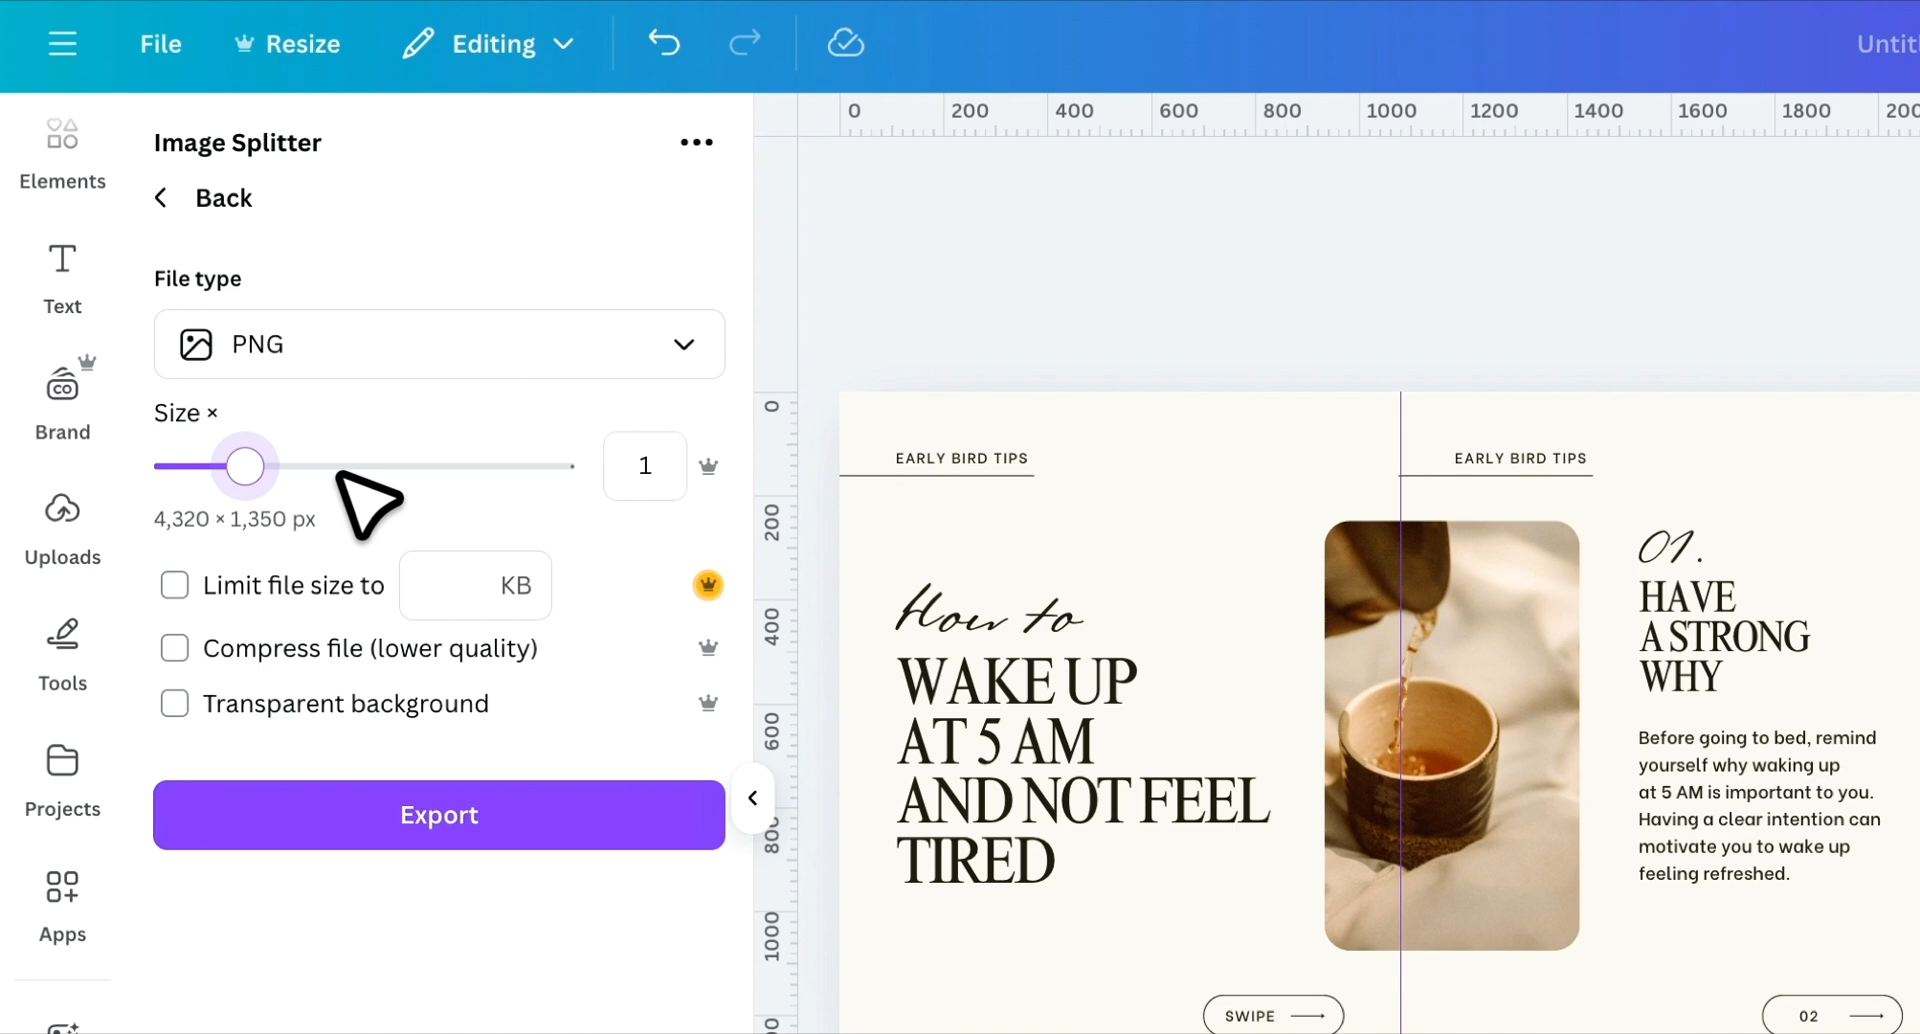 File
Resize
Editing
Untitl
Elements
Text
Brand
Uploads
Tools
Projects
Apps
Image Splitter
Back
File type
PNG
Size ×
1
4,320 × 1,350 px
Limit file size to
KB
Compress file (lower quality)
Transparent background
Export
0 200 400 600 800 1000 1200 1400 1600 1800 200
0
200
400
600
800
1000
EARLY BIRD TIPS
How to
WAKE UP
AT 5 AM
AND NOT FEEL
TIRED
SWIPE
EARLY BIRD TIPS
01.
HAVE
A STRONG
WHY
Before going to bed, remind
yourself why waking up
at 5 AM is important to you.
Having a clear intention can
motivate you to wake up
feeling refreshed.
02